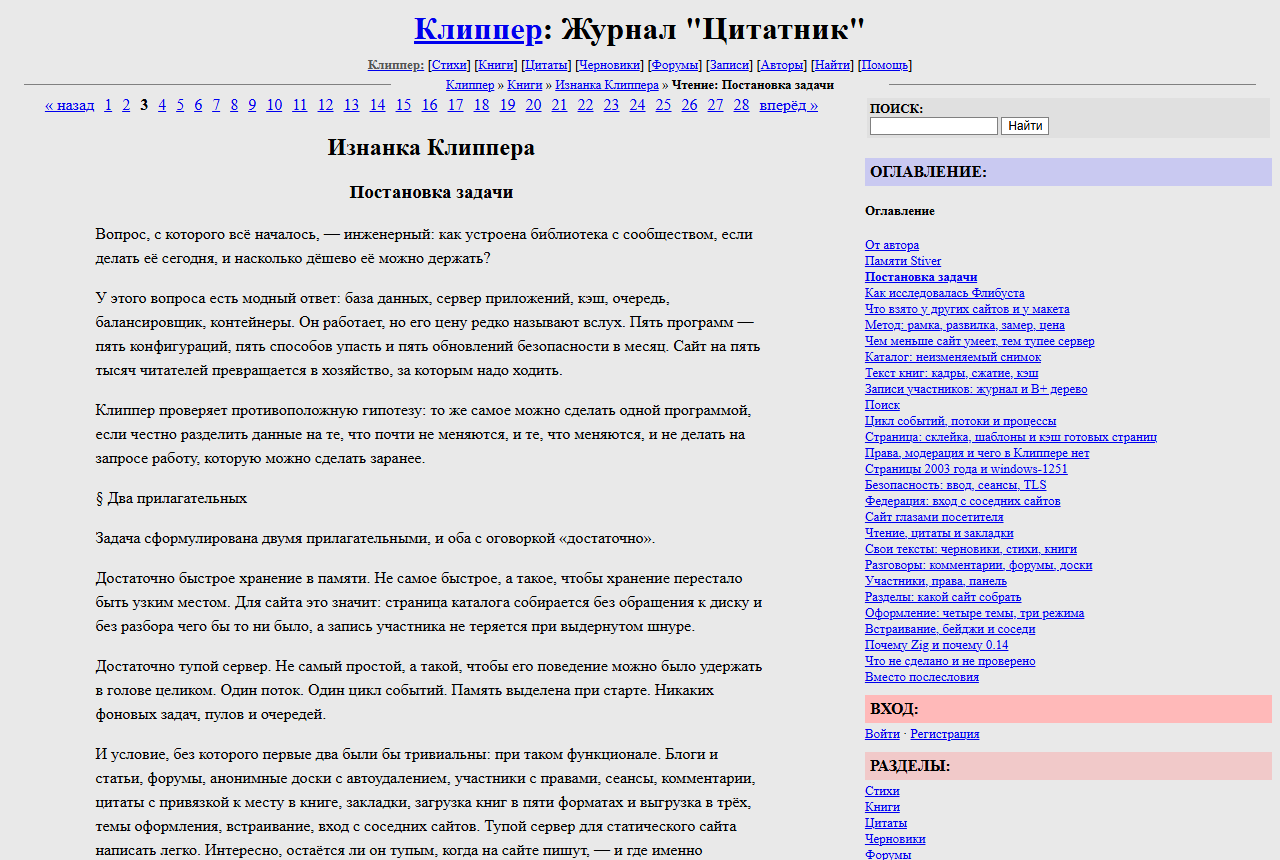 Клиппер: Журнал "Цитатник"
Клиппер: [Стихи] [Книги] [Цитаты] [Черновики] [Форумы] [Записи] [Авторы] [Найти] [Помощь]
Клиппер » Книги » Изнанка Клиппера » Чтение: Постановка задачи
« назад 1 2 3 4 5 6 7 8 9 10 11 12 13 14 15 16 17 18 19 20 21 22 23 24 25 26 27 28 вперёд »
Изнанка Клиппера
Постановка задачи
Вопрос, с которого всё началось, — инженерный: как устроена библиотека с сообществом, если
делать её сегодня, и насколько дёшево её можно держать?
У этого вопроса есть модный ответ: база данных, сервер приложений, кэш, очередь,
балансировщик, контейнеры. Он работает, но его цену редко называют вслух. Пять программ —
пять конфигураций, пять способов упасть и пять обновлений безопасности в месяц. Сайт на пять
тысяч читателей превращается в хозяйство, за которым надо ходить.
Клиппер проверяет противоположную гипотезу: то же самое можно сделать одной программой,
если честно разделить данные на те, что почти не меняются, и те, что меняются, и не делать на
запросе работу, которую можно сделать заранее.
§ Два прилагательных
Задача сформулирована двумя прилагательными, и оба с оговоркой «достаточно».
Достаточно быстрое хранение в памяти. Не самое быстрое, а такое, чтобы хранение перестало
быть узким местом. Для сайта это значит: страница каталога собирается без обращения к диску и
без разбора чего бы то ни было, а запись участника не теряется при выдернутом шнуре.
Достаточно тупой сервер. Не самый простой, а такой, чтобы его поведение можно было удержать
в голове целиком. Один поток. Один цикл событий. Память выделена при старте. Никаких
фоновых задач, пулов и очередей.
И условие, без которого первые два были бы тривиальны: при таком функционале. Блоги и
статьи, форумы, анонимные доски с автоудалением, участники с правами, сеансы, комментарии,
цитаты с привязкой к месту в книге, закладки, загрузка книг в пяти форматах и выгрузка в трёх,
темы оформления, встраивание, вход с соседних сайтов. Тупой сервер для статического сайта
написать легко. Интересно, остаётся ли он тупым, когда на сайте пишут, — и где именно
ПОИСК:
Найти
ОГЛАВЛЕНИЕ:
Оглавление
От автора
Памяти Stiver
Постановка задачи
Как исследовалась Флибуста
Что взято у других сайтов и у макета
Метод: рамка, развилка, замер, цена
Чем меньше сайт умеет, тем тупее сервер
Каталог: неизменяемый снимок
Текст книг: кадры, сжатие, кэш
Записи участников: журнал и B+ дерево
Поиск
Цикл событий, потоки и процессы
Страница: склейка, шаблоны и кэш готовых страниц
Права, модерация и чего в Клиппере нет
Страницы 2003 года и windows-1251
Безопасность: ввод, сеансы, TLS
Федерация: вход с соседних сайтов
Сайт глазами посетителя
Чтение, цитаты и закладки
Свои тексты: черновики, стихи, книги
Разговоры: комментарии, форумы, доски
Участники, права, панель
Разделы: какой сайт собрать
Оформление: четыре темы, три режима
Встраивание, бейджи и соседи
Почему Zig и почему 0.14
Что не сделано и не проверено
Вместо послесловия
ВХОД:
Войти · Регистрация
РАЗДЕЛЫ:
Стихи
Книги
Цитаты
Черновики
Форумы